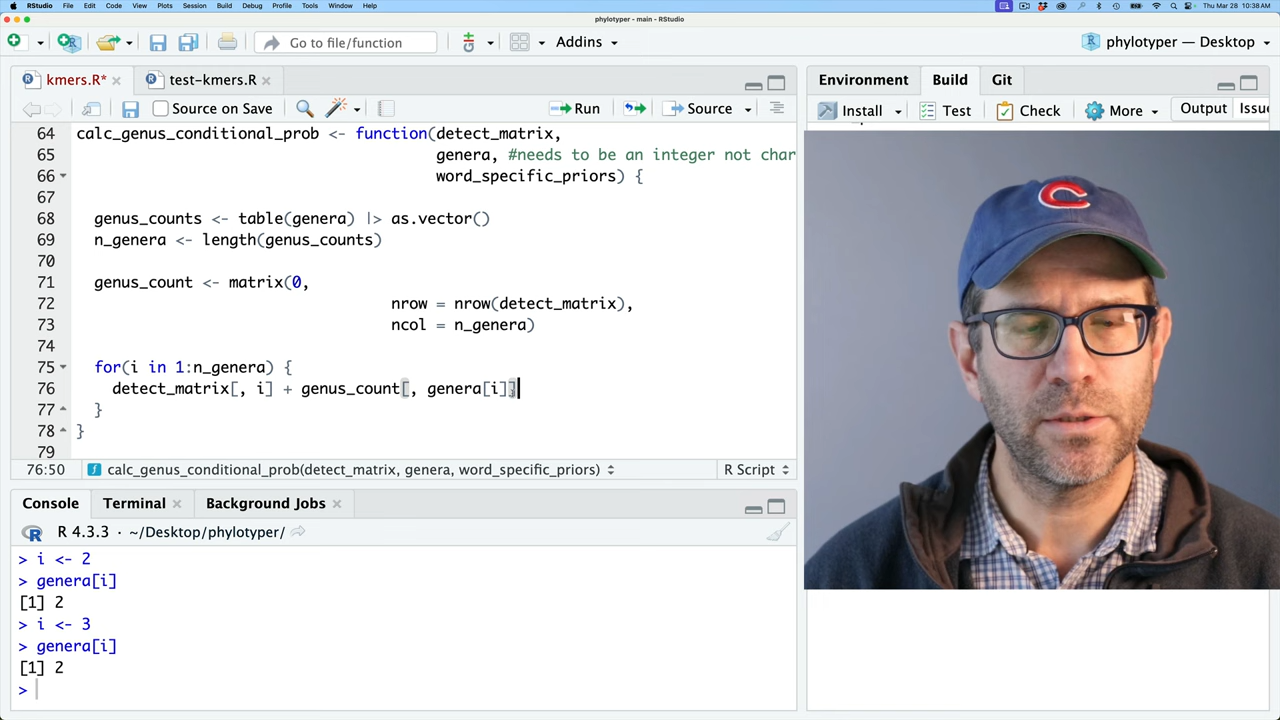 RStudio File Edit Code View Plots Session Build Debug Profile Tools Window Help
Thu Mar 28 10:38 AM
phylotyper - main - RStudio
Go to file/function
Addins
phylotyper — Desktop
kmers.R*
test-kmers.R
Environment Build Git
Source on Save
Run
Source
Install
Test
Check
More
Output
Issue
64 calc_genus_conditional_prob <- function(detect_matrix,
65 genera, #needs to be an integer not char
66 word_specific_priors) {
67
68 genus_counts <- table(genera) |> as.vector()
69 n_genera <- length(genus_counts)
70
71 genus_count <- matrix(0,
72 nrow = nrow(detect_matrix),
73 ncol = n_genera)
74
75 for(i in 1:n_genera) {
76 detect_matrix[, i] + genus_count[, genera[i]]
77 }
78 }
79
76:50 calc_genus_conditional_prob(detect_matrix, genera, word_specific_priors) R Script
Console Terminal Background Jobs
R 4.3.3 · ~/Desktop/phylotyper/
> i <- 2
> genera[i]
[1] 2
> i <- 3
> genera[i]
[1] 2
>
C